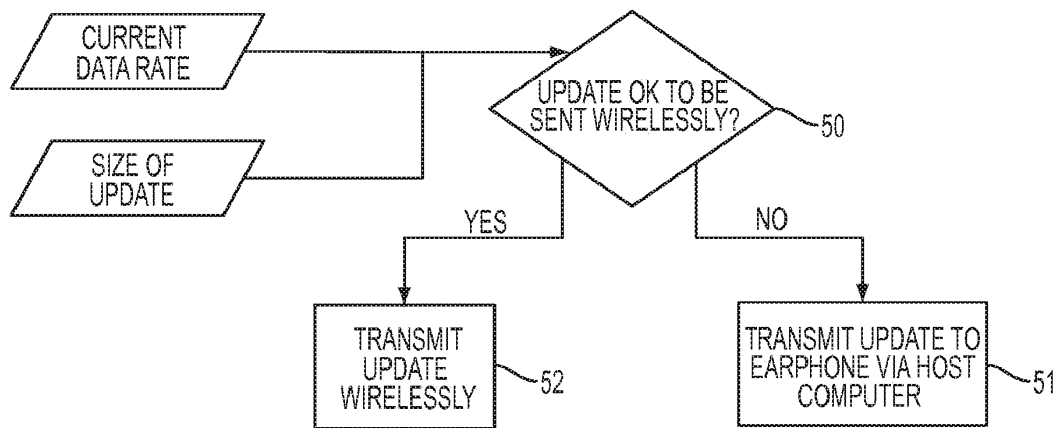 CURRENT
DATA RATE
SIZE OF
UPDATE
UPDATE OK TO BE
SENT WIRELESSLY?
50
YES
NO
TRANSMIT
UPDATE
WIRELESSLY
52
TRANSMIT UPDATE TO
EARPHONE VIA HOST
COMPUTER
51